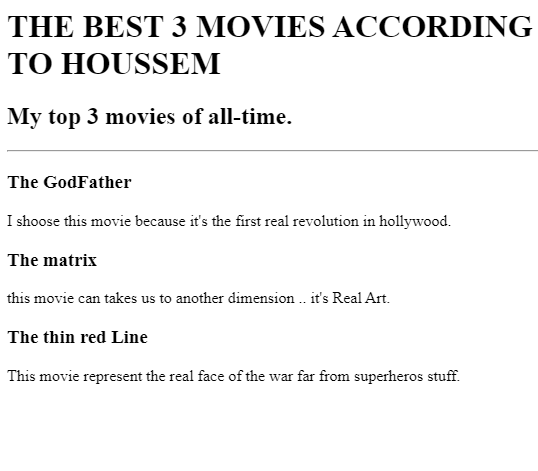 THE BEST 3 MOVIES ACCORDING
TO HOUSSEM
My top 3 movies of all-time.
The GodFather
I shoose this movie because it's the first real revolution in hollywood.
The matrix
this movie can takes us to another dimension .. it's Real Art.
The thin red Line
This movie represent the real face of the war far from superheros stuff.